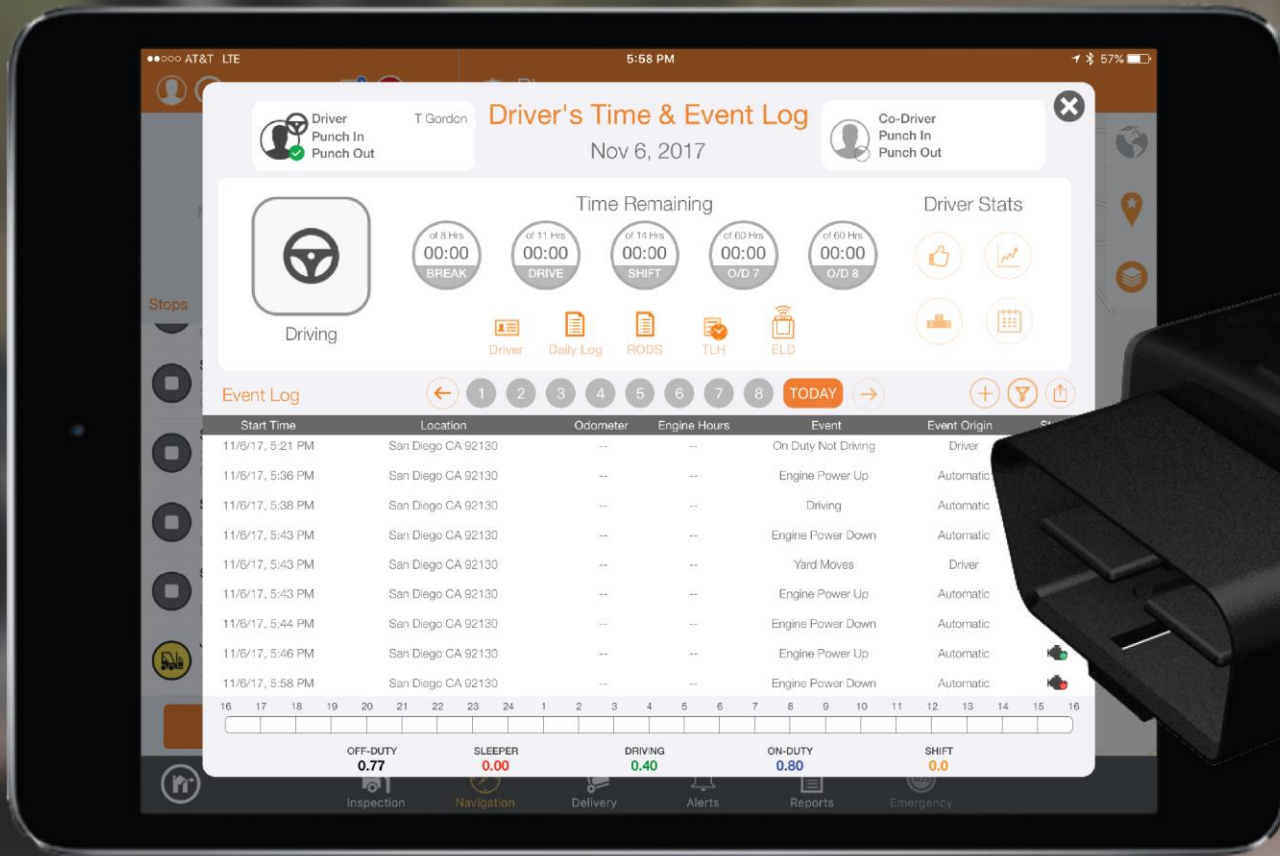 AT&T LTE
5:58 PM
57%
Driver
T Gordon
Punch In
Punch Out
Driver's Time & Event Log
Nov 6, 2017
Co-Driver
Punch In
Punch Out
Time Remaining
Driver Stats
of 8 Hrs
00:00
BREAK
of 11 Hrs
00:00
DRIVE
of 14 Hrs
00:00
SHIFT
of 60 Hrs
00:00
O/D 7
of 60 Hrs
00:00
O/D 8
Stops
Driving
Driver Daily Log RODS TLH ELD
Event Log
1 2 3 4 5 6 7 8 TODAY
Start Time Location Odometer Engine Hours Event Event Origin
11/6/17, 5:21 PM San Diego CA 92130 -- -- On Duty Not Driving Driver
11/6/17, 5:36 PM San Diego CA 92130 -- -- Engine Power Up Automatic
11/6/17, 5:38 PM San Diego CA 92130 -- -- Driving Automatic
11/6/17, 5:43 PM San Diego CA 92130 -- -- Engine Power Down Automatic
11/6/17, 5:43 PM San Diego CA 92130 -- -- Yard Moves Driver
11/6/17, 5:43 PM San Diego CA 92130 -- -- Engine Power Up Automatic
11/6/17, 5:44 PM San Diego CA 92130 -- -- Engine Power Down Automatic
11/6/17, 5:46 PM San Diego CA 92130 -- -- Engine Power Up Automatic
11/6/17, 5:58 PM San Diego CA 92130 -- -- Engine Power Down Automatic
16 17 18 19 20 21 22 23 24 1 2 3 4 5 6 7 8 9 10 11 12 13 14 15 16
OFF-DUTY SLEEPER DRIVING ON-DUTY SHIFT
0.77 0.00 0.40 0.80 0.0
Inspection Navigation Delivery Alerts Reports Emergency